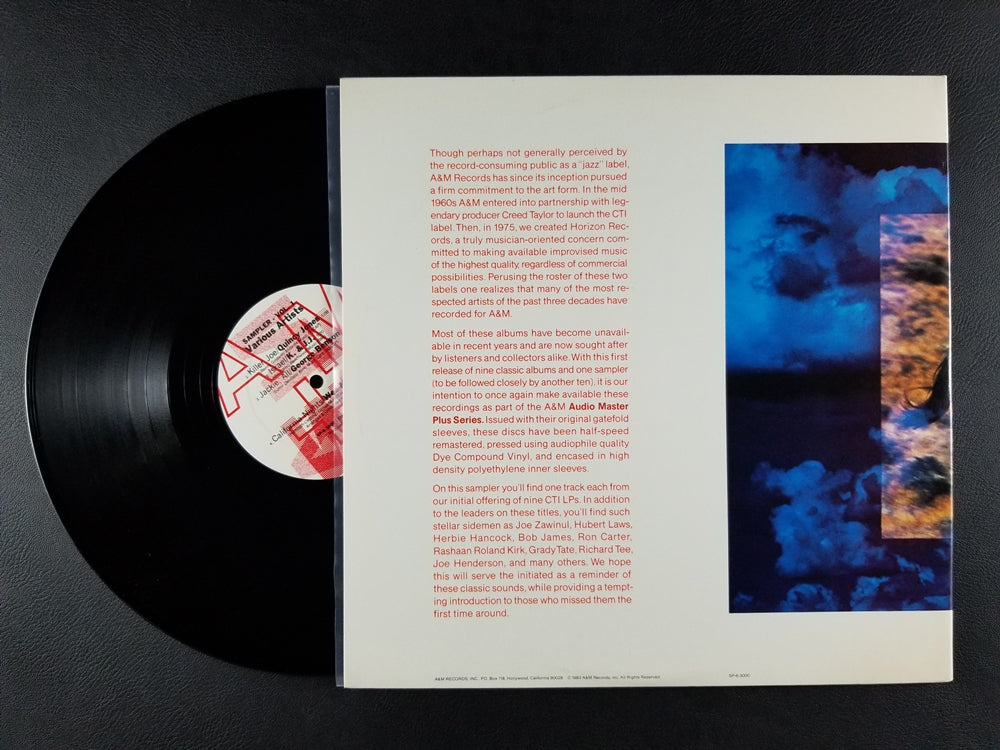 Though perhaps not generally perceived by
the record-consuming public as a "jazz" label,
A&M Records has since its inception pursued
a firm commitment to the art form. In the mid
1960s A&M entered into partnership with leg-
endary producer Creed Taylor to launch the CTI
label. Then, in 1975, we created Horizon Rec-
ords, a truly musician-oriented concern com-
mitted to making available improvised music
of the highest quality, regardless of commercial
possibilities. Perusing the roster of these two
labels one realizes that many of the most re-
spected artists of the past three decades have
recorded for A&M.
Most of these albums have become unavail-
able in recent years and are now sought after
by listeners and collectors alike. With this first
release of nine classic albums and one sampler
(to be followed closely by another ten), it is our
intention to once again make available these
recordings as part of the A&M Audio Master
Plus Series. Issued with their original gatefold
sleeves, these discs have been half-speed
remastered, pressed using audiophile quality
Dye Compound Vinyl, and encased in high
density polyethylene inner sleeves.
On this sampler you'll find one track each from
our initial offering of nine CTI LPs. In addition
to the leaders on these titles, you'll find such
stellar sidemen as Joe Zawinul, Hubert Laws,
Herbie Hancock, Bob James, Ron Carter,
Rashaan Roland Kirk, Grady Tate, Richard Tee,
Joe Henderson, and many others. We hope
this will serve the initiated as a reminder of
these classic sounds, while providing a tempt-
ing introduction to those who missed them the
first time around.
A&M RECORDS, INC. P.O. Box 118, Hollywood, California 90028 © 1983 A&M Records, Inc. All Rights Reserved.
A&M
SAMPLER - VOL.
Various Artists
Killer Joe/Quincy Jones
Israel/K. & J.J.
Jackie, All/George
California Nights